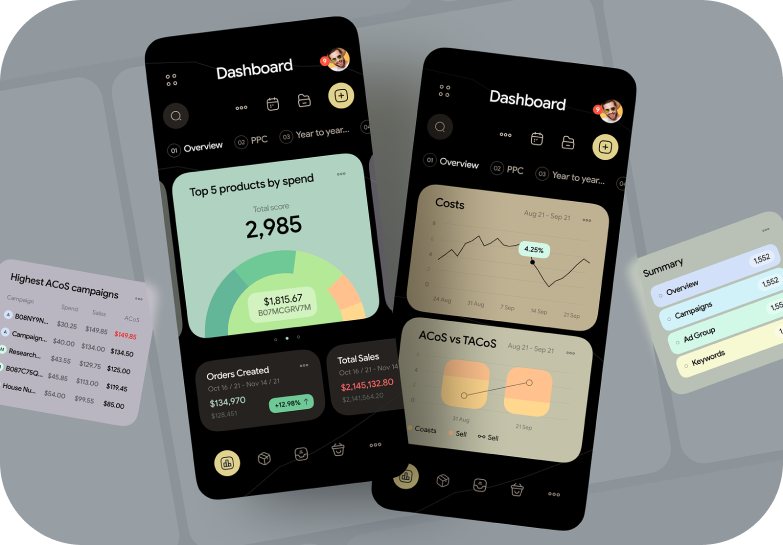 Dashboard
9
01 Overview 02 PPC 03 Year to year...
Top 5 products by spend
Total score
2,985
$1,815.67
B07MCGRV7M
Orders Created
Oct 16 / 21 - Nov 14 / 21
$134,970
$128,451
+12.98% ↑
Total Sales
Oct 16 / 21 - Nov
$2,145,132.80
$2,141,564.20
Dashboard
9
01 Overview 02 PPC 03 Year to year...
Costs
Aug 21 - Sep 21
4.25%
24 Aug 31 Aug 7 Sep 14 Sep 21 Sep
ACoS vs TACoS
Aug 21 - Sep 21
31 Aug 21 Sep
Coasts Sell Sell
Highest ACoS campaigns
Campaign Spend Sales ACoS
A B08NY9N... $30.25 $149.85 $149.85
A Campaign... $40.00 $134.00 $134.50
M Research... $43.55 $129.75 $125.00
B087C7SQ... $45.85 $113.00 $119.45
House Nu... $54.00 $99.55 $85.00
Summary
Overview 1,552
Campaigns 1,552
Ad Group 1,55
Keywords